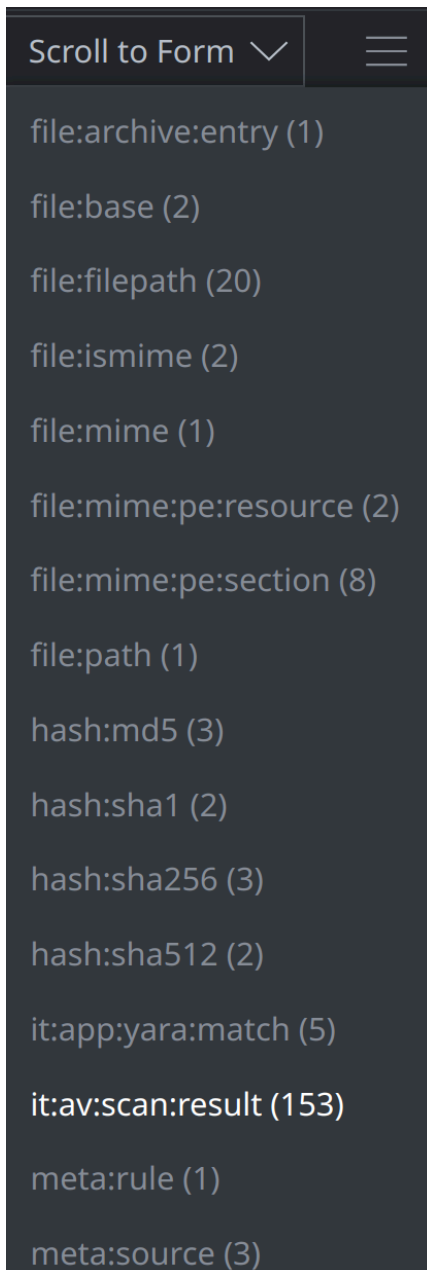 Scroll to Form
file:archive:entry (1)
file:base (2)
file:filepath (20)
file:ismime (2)
file:mime (1)
file:mime:pe:resource (2)
file:mime:pe:section (8)
file:path (1)
hash:md5 (3)
hash:sha1 (2)
hash:sha256 (3)
hash:sha512 (2)
it:app:yara:match (5)
it:av:scan:result (153)
meta:rule (1)
meta:source (3)